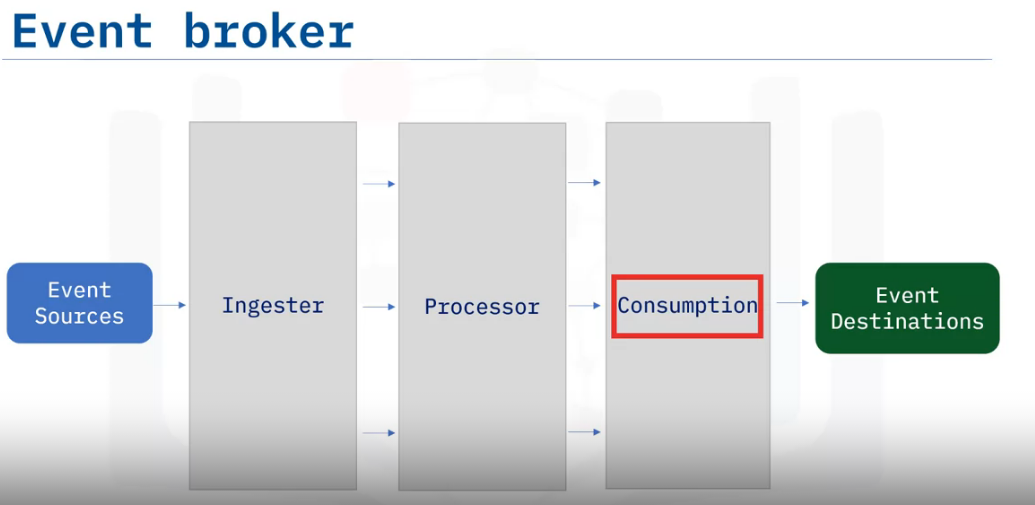 Event broker
Event
Sources
Ingester
Processor
Consumption
Event
Destinations